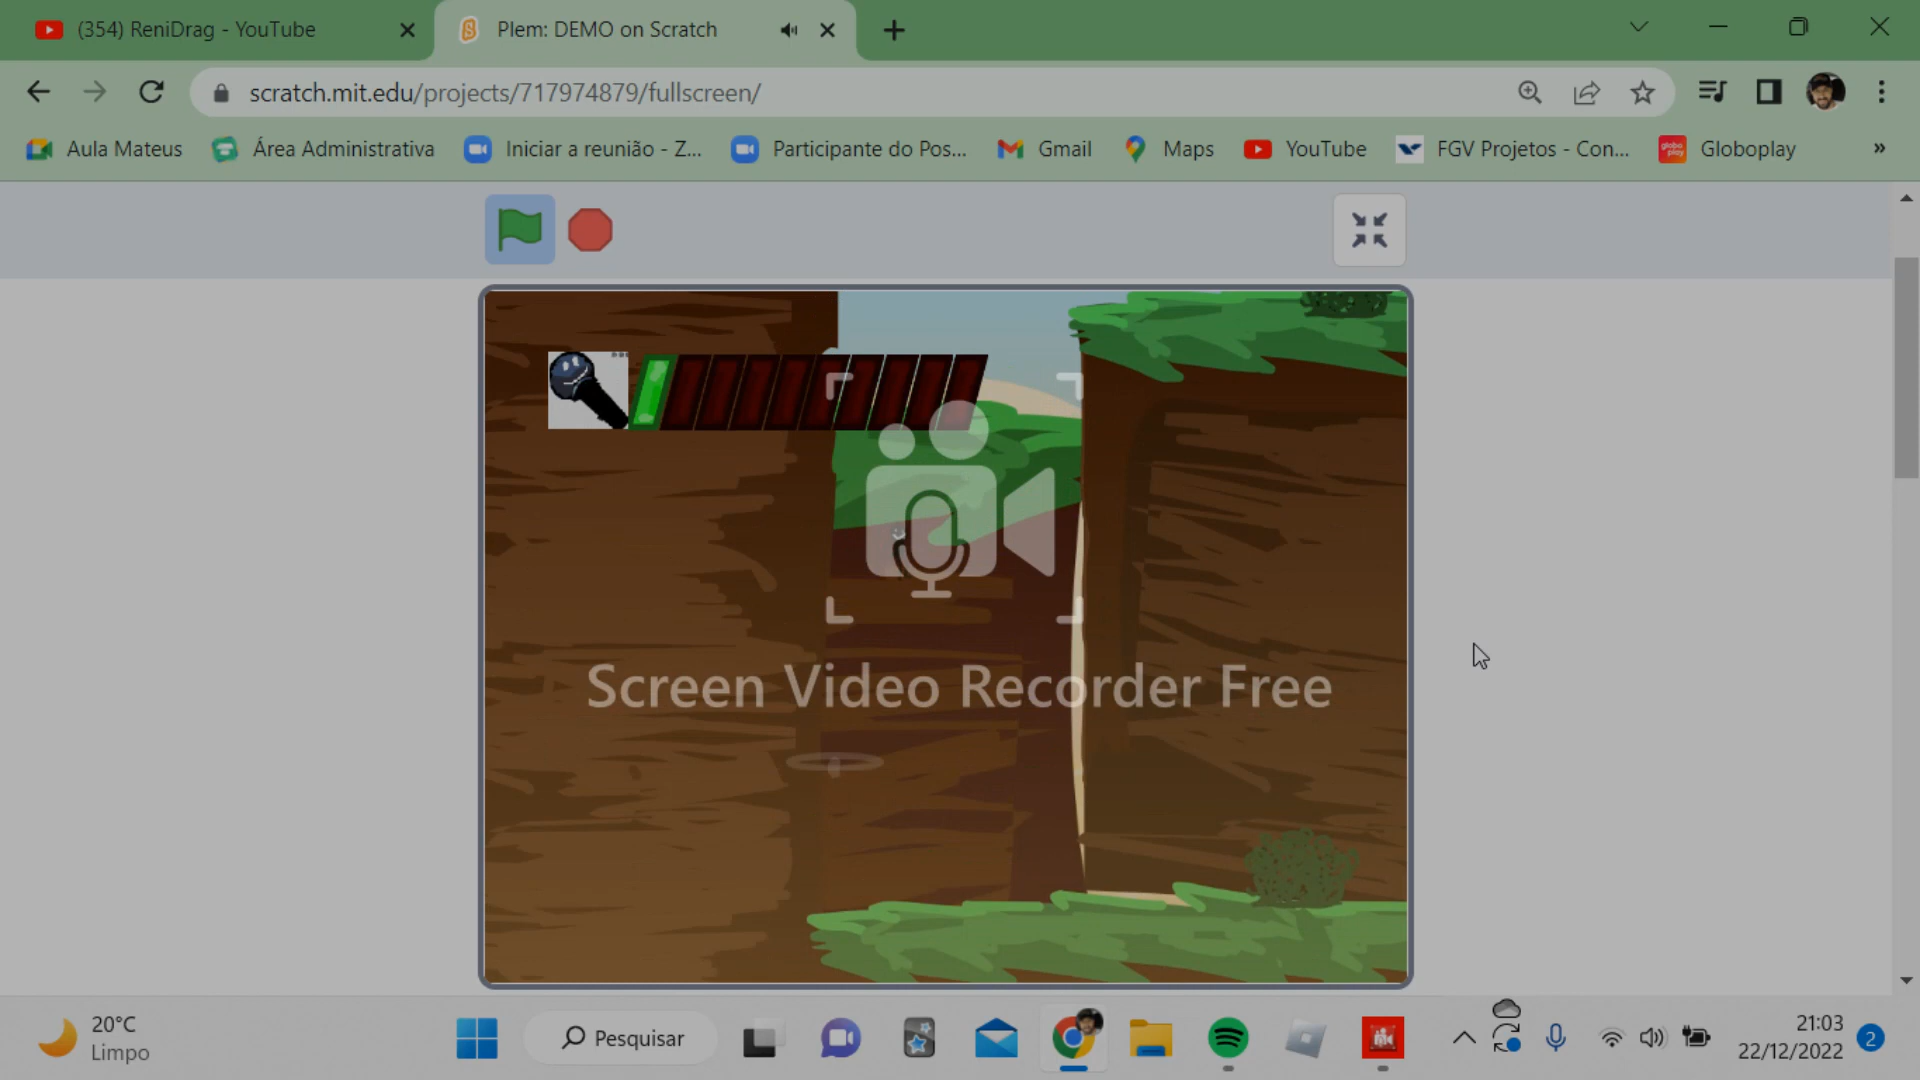 (354) ReniDrag - YouTube
Plem: DEMO on Scratch
scratch.mit.edu/projects/717974879/fullscreen/
Aula Mateus
Área Administrativa
Iniciar a reunião - Z...
Participante do Pos...
Gmail
Maps
YouTube
FGV Projetos - Con...
globo play
Globoplay
»
Screen Video Recorder Free
20°C
Limpo
Pesquisar
21:03
22/12/2022
2